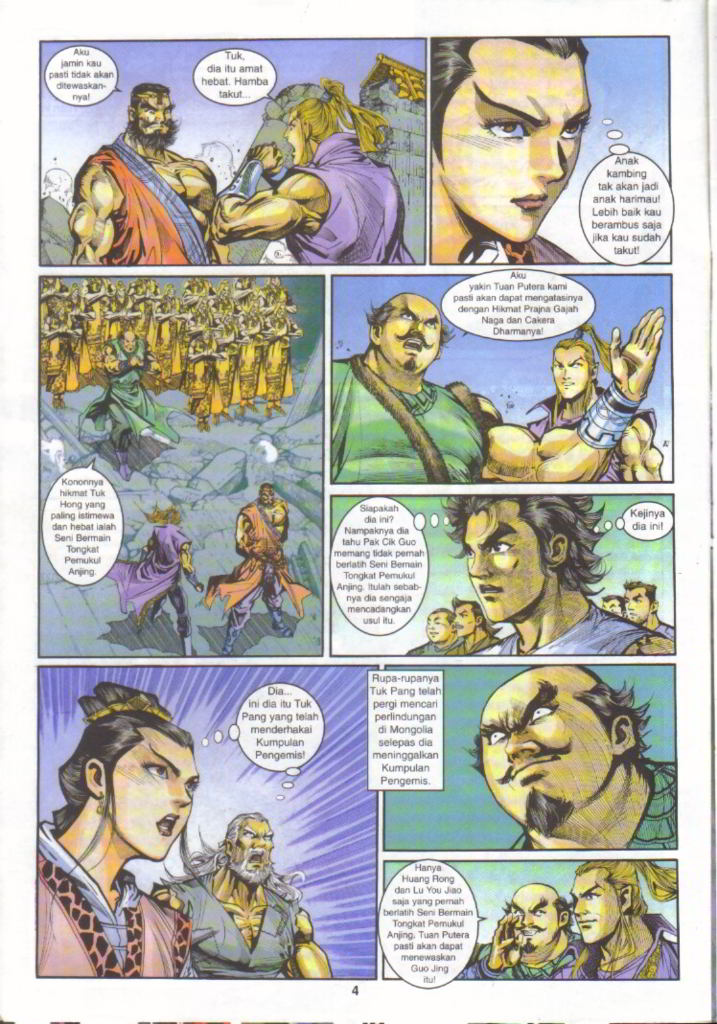 Aku
jamin kau
pasti tidak akan
ditewaskan-
nya!
Tuk,
dia itu amat
hebat. Hamba
takut...
Anak
kambing
tak akan jadi
anak harimau!
Lebih baik kau
berambus saja
jika kau sudah
takut!
Kononnya
hikmat Tuk
Hong yang
paling istimewa
dan hebat ialah
Seni Bermain
Tongkat
Pemukul
Anjing.
Aku
yakin Tuan Putera kami
pasti akan dapat mengatasinya
dengan Hikmat Prajna Gajah
Naga dan Cakera
Dharmanya!
Siapakah
dia ini?
Nampaknya dia
tahu Pak Cik Guo
memang tidak pernah
berlatih Seni Bernain
Tongkat Pemukul
Anjing. Itulah sebab-
nya dia sengaja
mencadangkan
usul itu.
Kejinya
dia ini!
Dia...
ini dia itu Tuk
Pang yang telah
menderhakai
Kumpulan
Pengemis!
Rupa-rupanya
Tuk Pang telah
pergi mencari
perlindungan
di Mongolia
selepas dia
meninggalkan
Kumpulan
Pengemis.
Hanya
Huang Rong
dan Lu You Jiao
saja yang pernah
berlatih Seni Bermain
Tongkat Pemukul
Anjing. Tuan Putera
pasti akan dapat
menewaskan
Guo Jing
itu!
4